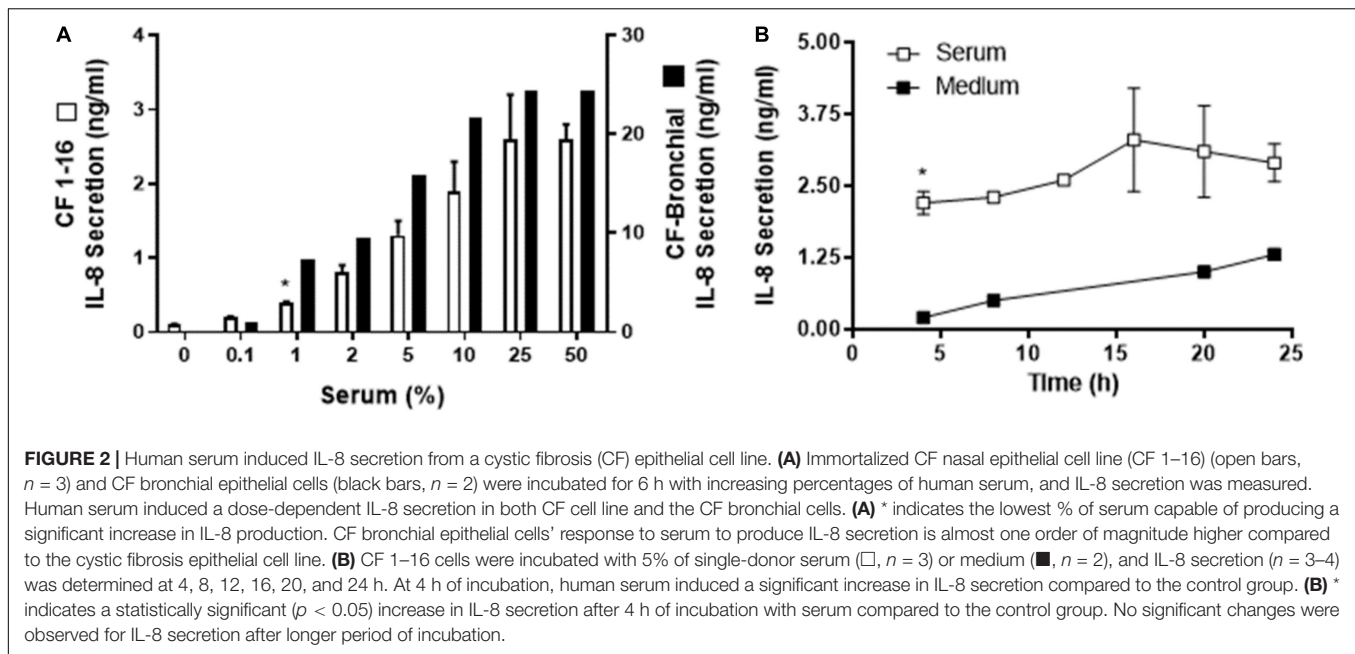 A
CF 1-16 □
IL-8 Secretion (ng/ml)
4
3
2
1
0
*
30
20
10
0
CF-Bronchial ■
IL-8 Secretion (ng/ml)
0 0.1 1 2 5 10 25 50
Serum (%)
B
IL-8 Secretion (ng/ml)
5.00
3.75
2.50
1.25
0.00
Serum
Medium
*
0 5 10 15 20 25
Time (h)
FIGURE 2 | Human serum induced IL-8 secretion from a cystic fibrosis (CF) epithelial cell line. (A) Immortalized CF nasal epithelial cell line (CF 1–16) (open bars,
n = 3) and CF bronchial epithelial cells (black bars, n = 2) were incubated for 6 h with increasing percentages of human serum, and IL-8 secretion was measured.
Human serum induced a dose-dependent IL-8 secretion in both CF cell line and the CF bronchial cells. (A) * indicates the lowest % of serum capable of producing a
significant increase in IL-8 production. CF bronchial epithelial cells’ response to serum to produce IL-8 secretion is almost one order of magnitude higher compared
to the cystic fibrosis epithelial cell line. (B) CF 1–16 cells were incubated with 5% of single-donor serum (□, n = 3) or medium (■, n = 2), and IL-8 secretion (n = 3–4)
was determined at 4, 8, 12, 16, 20, and 24 h. At 4 h of incubation, human serum induced a significant increase in IL-8 secretion compared to the control group. (B) *
indicates a statistically significant (p < 0.05) increase in IL-8 secretion after 4 h of incubation with serum compared to the control group. No significant changes were
observed for IL-8 secretion after longer period of incubation.